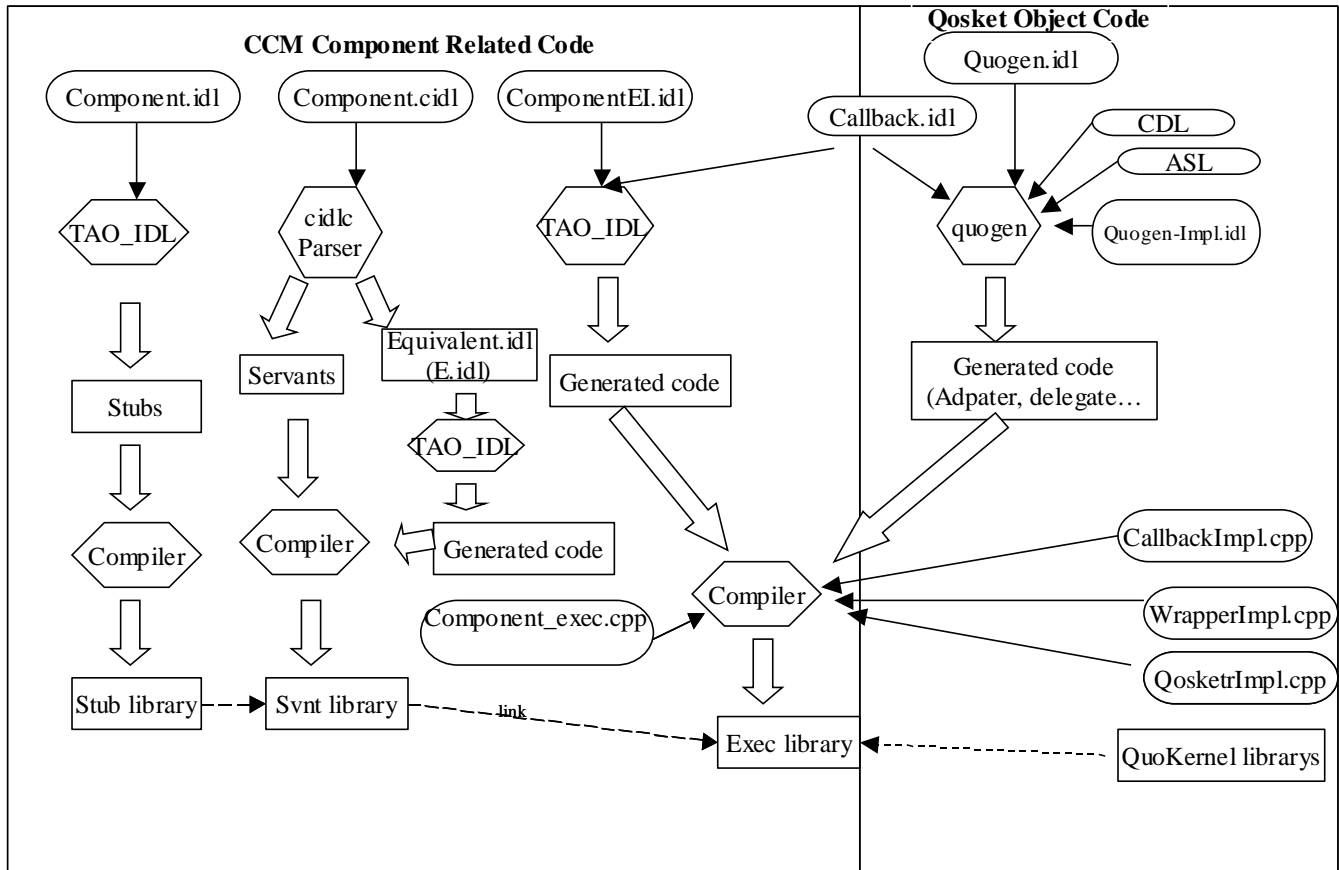 Qosket Object Code
CCM Component Related Code
Quogen.idl
Component.idl
Component.cidl
ComponentEI.idl
Callback.idl
CDL
ASL
TAO_IDL
cidlc
Parser
TAO_IDL
quogen
Quogen-Impl.idl
Servants
Equivalent.idl
(E.idl)
Generated code
Generated code
(Adpater, delegate…
Stubs
TAO_IDL
Compiler
Compiler
Generated code
CallbackImpl.cpp
Compiler
Component_exec.cpp
WrapperImpl.cpp
QosketrImpl.cpp
Stub library
Svnt library
link
Exec library
QuoKernel librarys